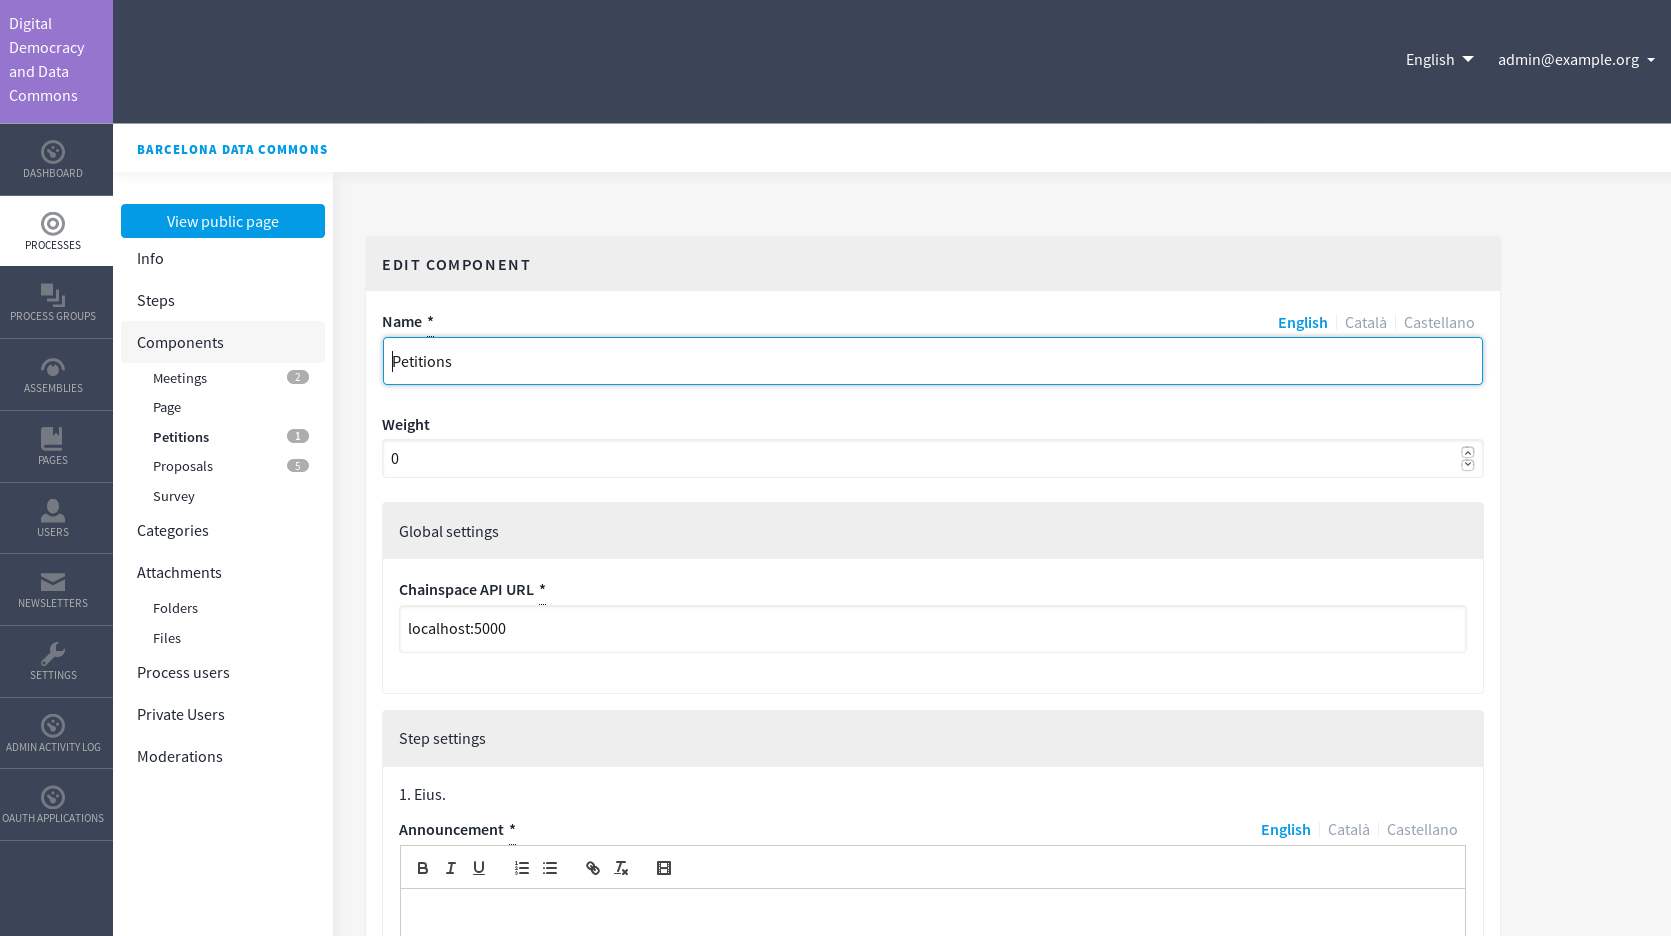 Digital
Democracy
and Data
Commons
English
admin@example.org
DASHBOARD
PROCESSES
PROCESS GROUPS
ASSEMBLIES
PAGES
USERS
NEWSLETTERS
SETTINGS
ADMIN ACTIVITY LOG
OAUTH APPLICATIONS
BARCELONA DATA COMMONS
View public page
Info
Steps
Components
Meetings 2
Page
Petitions 1
Proposals 5
Survey
Categories
Attachments
Folders
Files
Process users
Private Users
Moderations
EDIT COMPONENT
Name * English Català Castellano
Petitions
Weight
0
Global settings
Chainspace API URL *
localhost:5000
Step settings
1. Eius.
Announcement * English Català Castellano